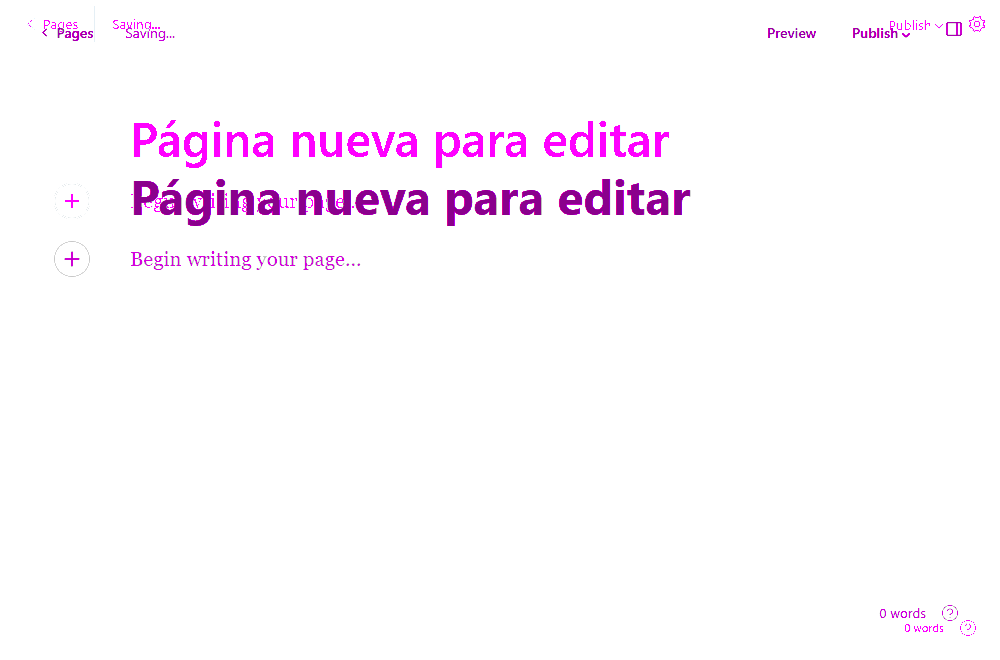 Pages Saving... Publish
Pages Saving... Preview Publish
Página nueva para editar
Página nueva para editar
Begin writing your page...
Begin writing your page...
0 words
0 words